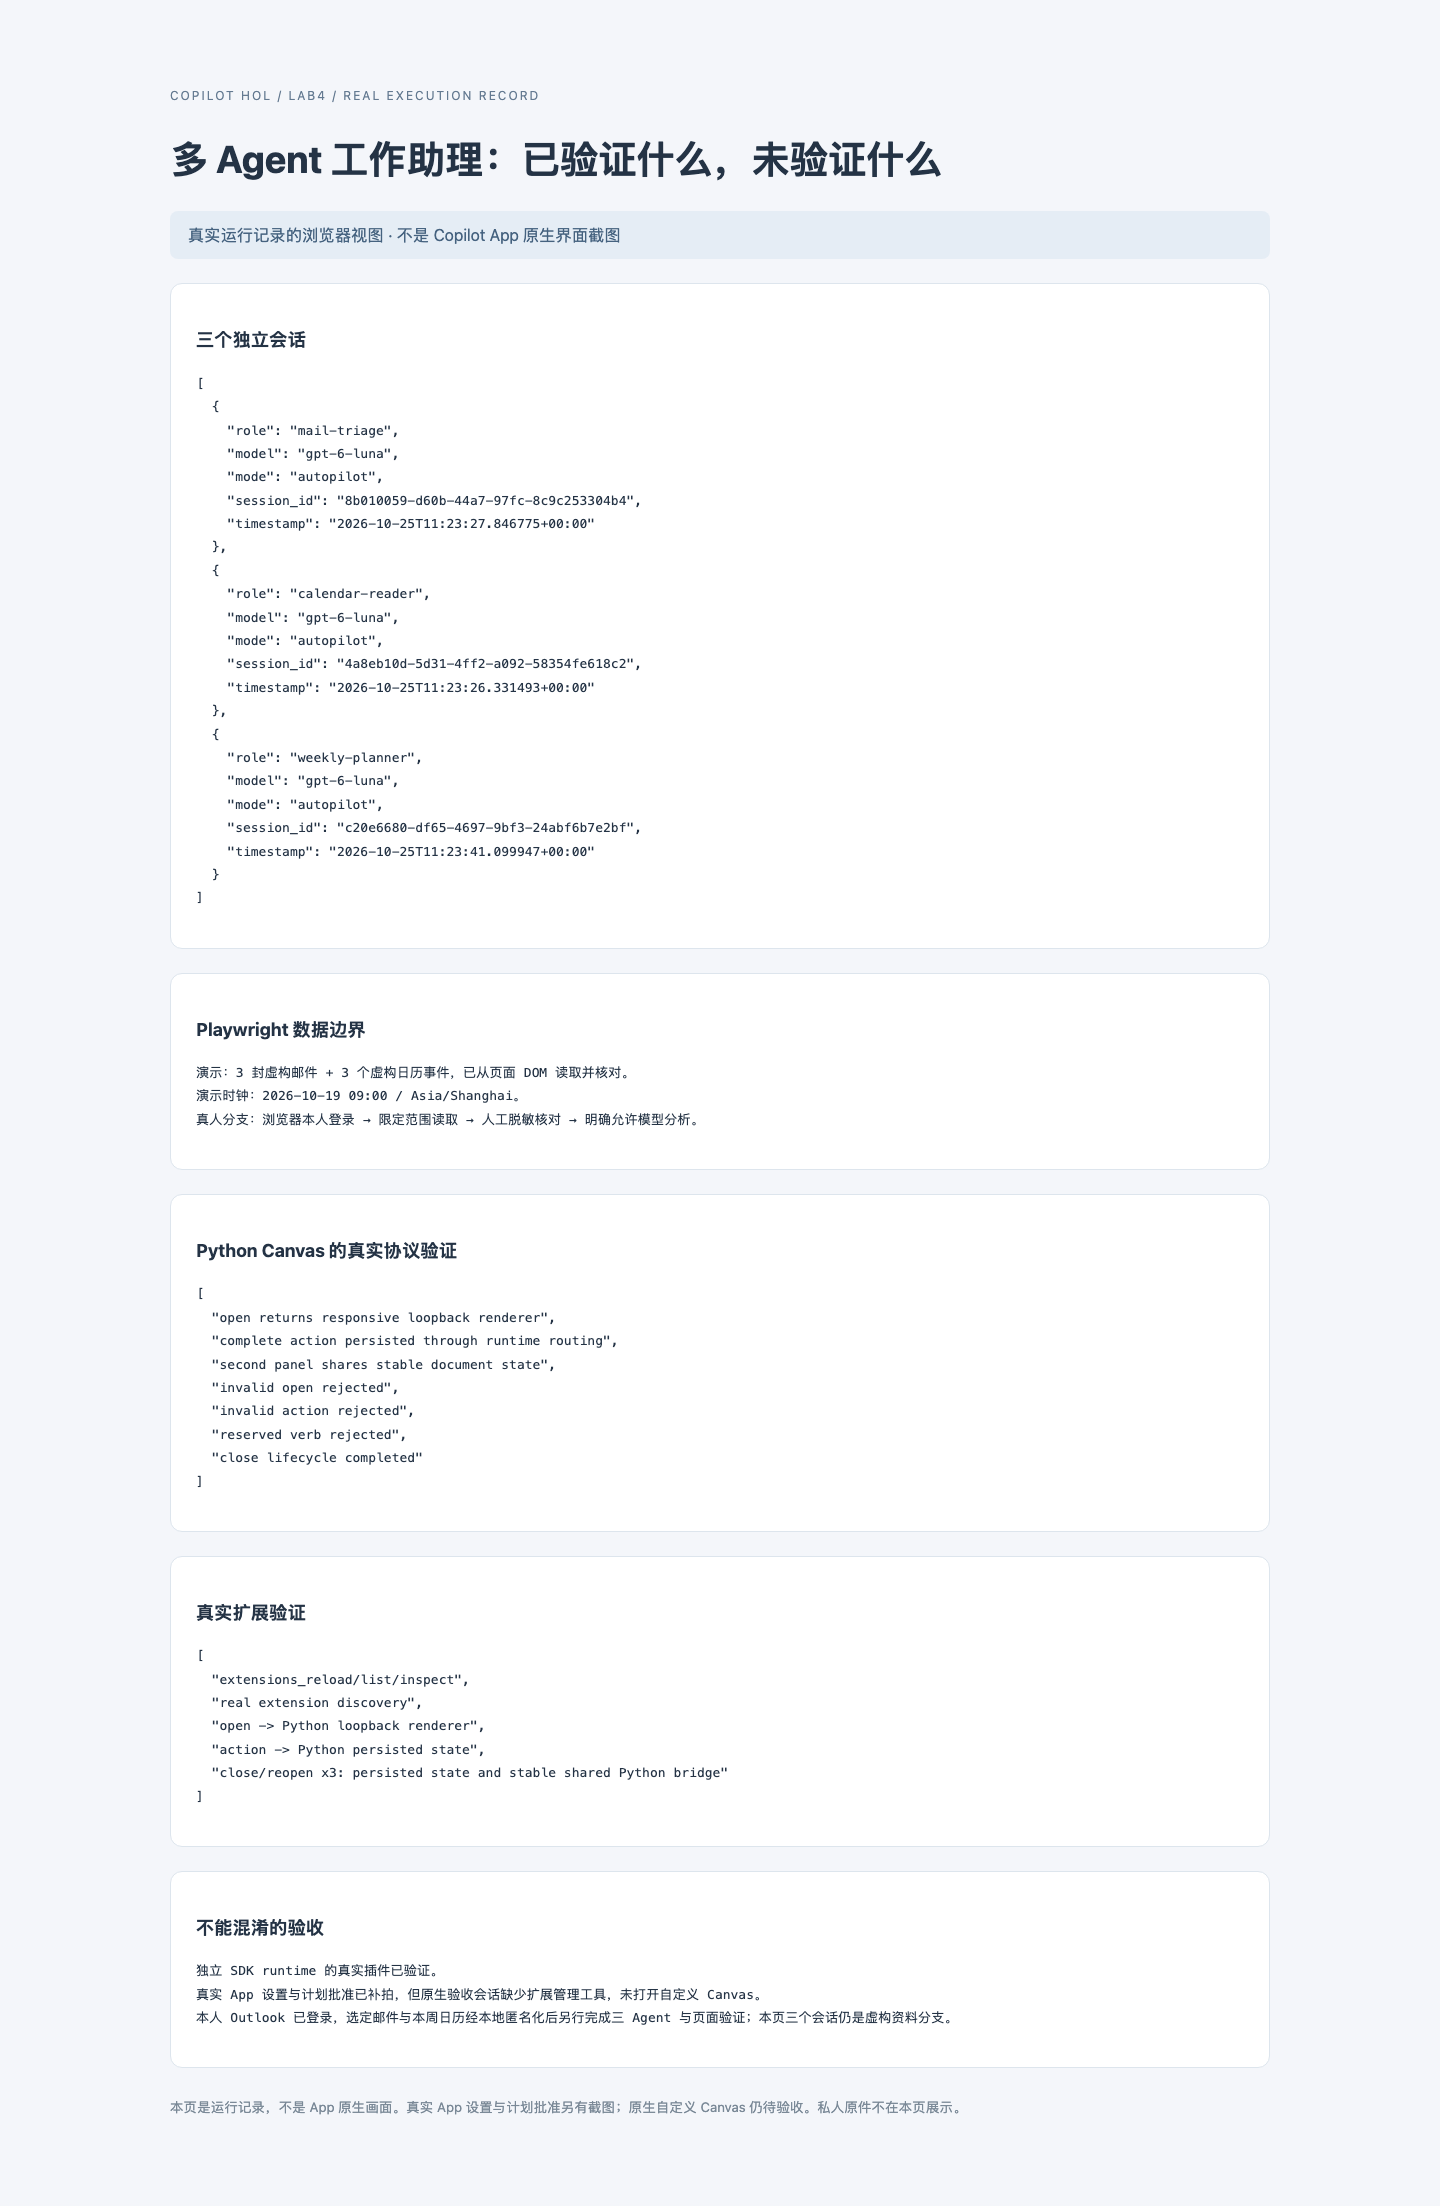 COPILOT HOL / LAB4 / REAL EXECUTION RECORD
多 Agent 工作助理：已验证什么，未验证什么
真实运行记录的浏览器视图 · 不是 Copilot App 原生界面截图
三个独立会话
[
  {
    "role": "mail-triage",
    "model": "gpt-6-luna",
    "mode": "autopilot",
    "session_id": "8b010059-d60b-44a7-97fc-8c9c253304b4",
    "timestamp": "2026-10-25T11:23:27.846775+00:00"
  },
  {
    "role": "calendar-reader",
    "model": "gpt-6-luna",
    "mode": "autopilot",
    "session_id": "4a8eb10d-5d31-4ff2-a092-58354fe618c2",
    "timestamp": "2026-10-25T11:23:26.331493+00:00"
  },
  {
    "role": "weekly-planner",
    "model": "gpt-6-luna",
    "mode": "autopilot",
    "session_id": "c20e6680-df65-4697-9bf3-24abf6b7e2bf",
    "timestamp": "2026-10-25T11:23:41.099947+00:00"
  }
]
Playwright 数据边界
演示：3 封虚构邮件 + 3 个虚构日历事件，已从页面 DOM 读取并核对。
演示时钟：2026-10-19 09:00 / Asia/Shanghai。
真人分支：浏览器本人登录 → 限定范围读取 → 人工脱敏核对 → 明确允许模型分析。
Python Canvas 的真实协议验证
[
  "open returns responsive loopback renderer",
  "complete action persisted through runtime routing",
  "second panel shares stable document state",
  "invalid open rejected",
  "invalid action rejected",
  "reserved verb rejected",
  "close lifecycle completed"
]
真实扩展验证
[
  "extensions_reload/list/inspect",
  "real extension discovery",
  "open -> Python loopback renderer",
  "action -> Python persisted state",
  "close/reopen x3: persisted state and stable shared Python bridge"
]
不能混淆的验收
独立 SDK runtime 的真实插件已验证。
真实 App 设置与计划批准已补拍，但原生验收会话缺少扩展管理工具，未打开自定义 Canvas。
本人 Outlook 已登录，选定邮件与本周日历经本地匿名化后另行完成三 Agent 与页面验证；本页三个会话仍是虚构资料分支。
本页是运行记录，不是 App 原生画面。真实 App 设置与计划批准另有截图；原生自定义 Canvas 仍待验收。私人原件不在本页展示。